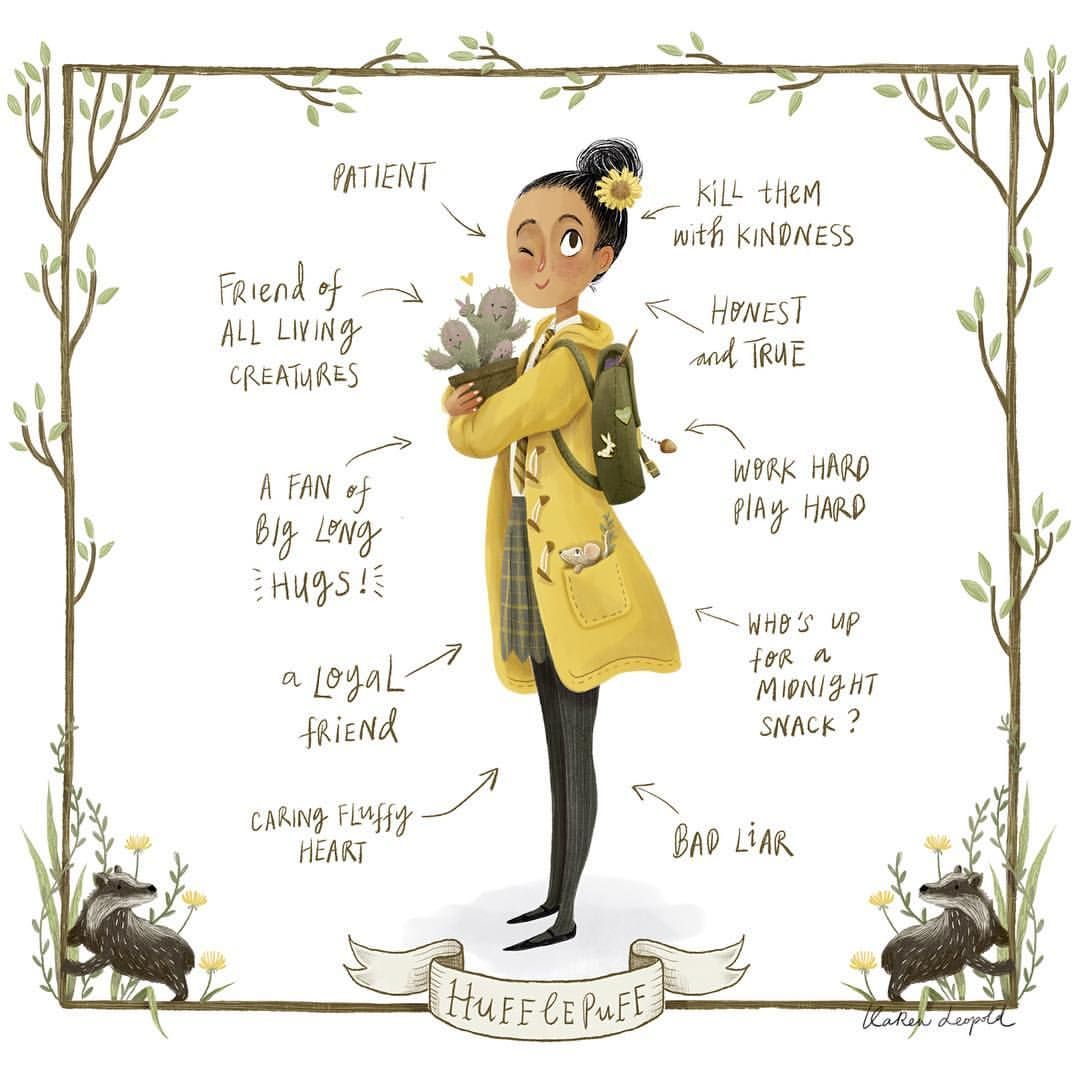 PATIENT
KILL them
with KINDNESS
Friend of
ALL LIVING
CREATURES
HONEST
and TRUE
A FAN of
BIG LONG
HUGS!
WORK HARD
PLAY HARD
a LOYAL
FRIEND
WHO'S UP
for a
MIDNIGHT
SNACK?
CARING FLUFFY
HEART
BAD LIAR
HUFFLEPUFF
Karen Leopold